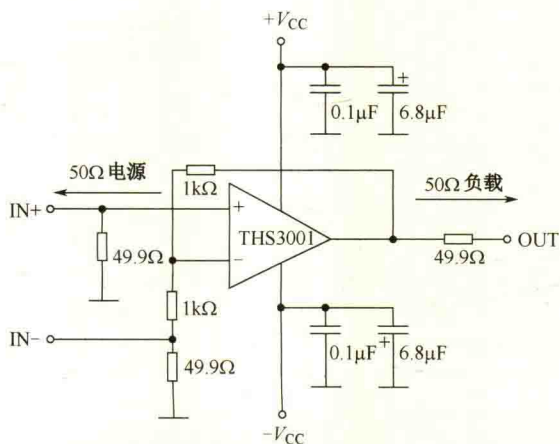 +VCC
0.1μF
6.8μF
+
50Ω 电源
1kΩ
50Ω 负载
IN+
+
THS3001
OUT
49.9Ω
−
49.9Ω
1kΩ
IN−
49.9Ω
0.1μF
+
6.8μF
−VCC